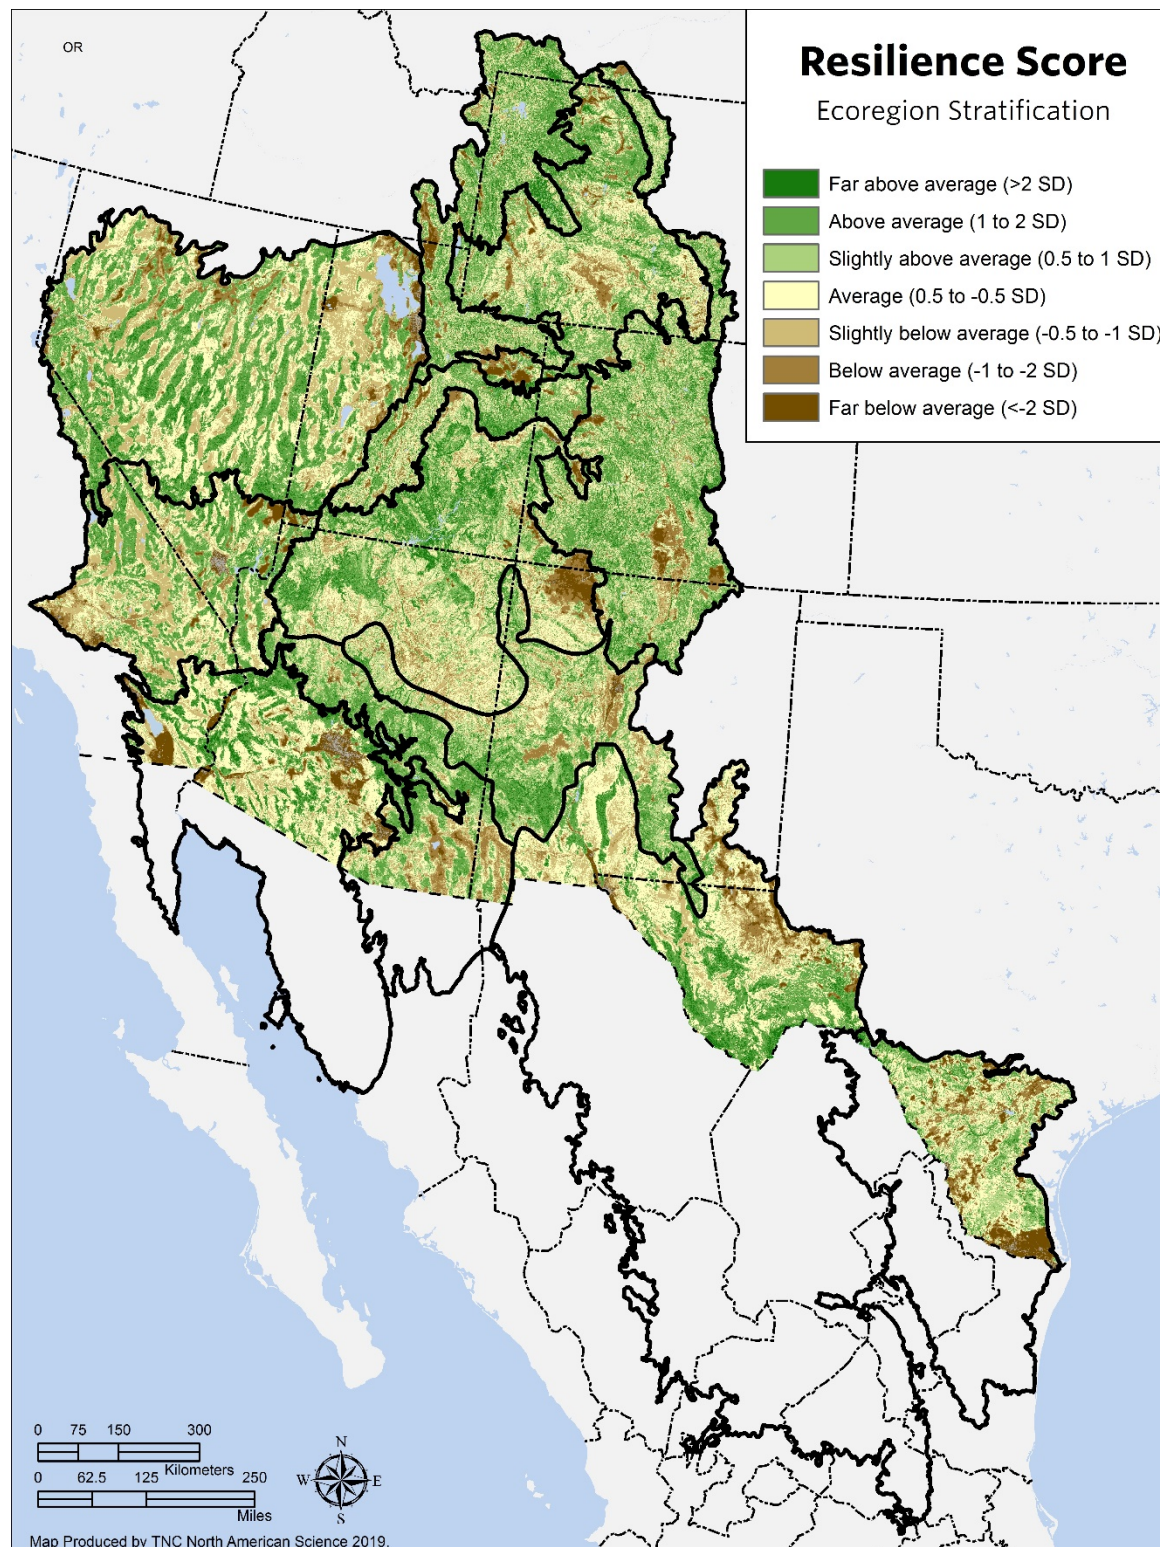 OR
Resilience Score
Ecoregion Stratification
Far above average (>2 SD)
Above average (1 to 2 SD)
Slightly above average (0.5 to 1 SD)
Average (0.5 to -0.5 SD)
Slightly below average (-0.5 to -1 SD)
Below average (-1 to -2 SD)
Far below average (<-2 SD)
0 75 150 300
Kilometers
0 62.5 125 250
Miles
N
W E
S
Map Produced by TNC North American Science 2019.